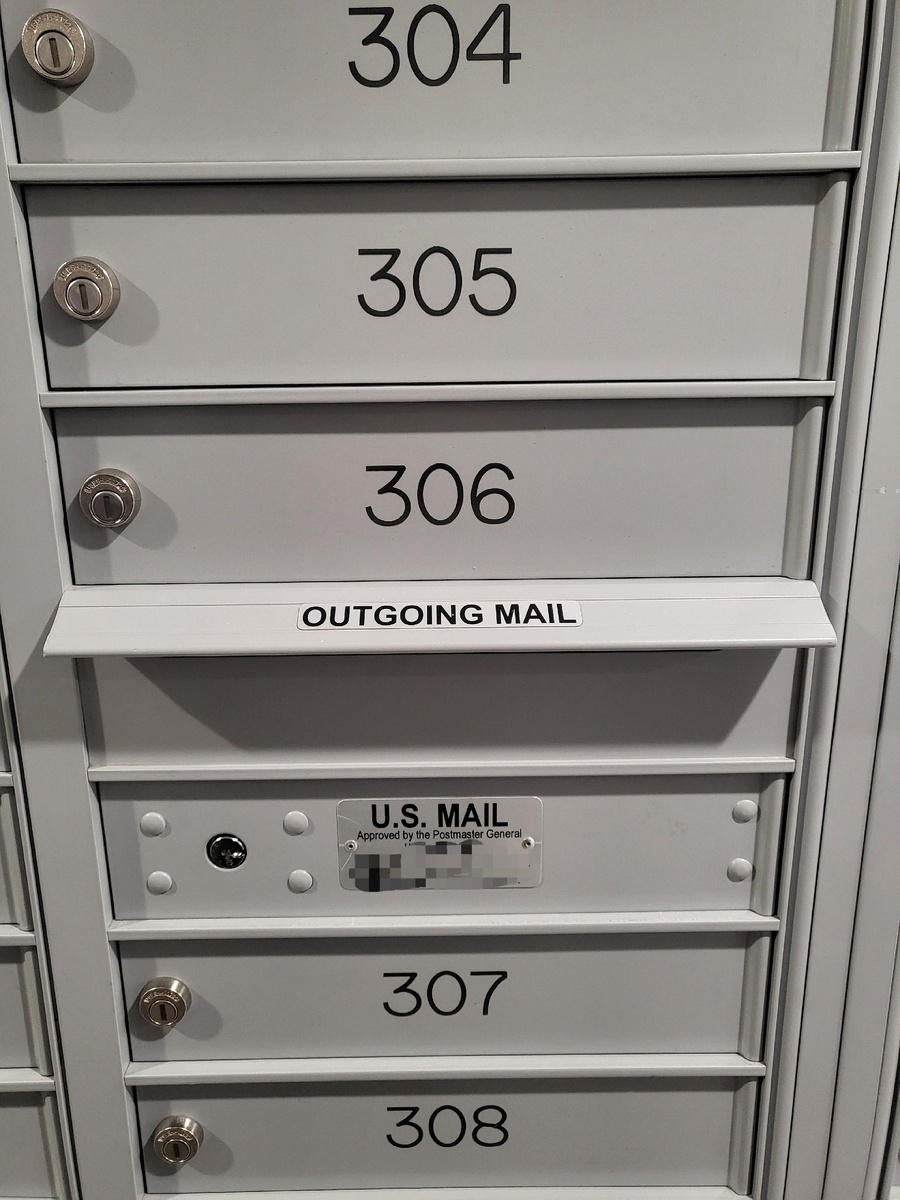 304
305
306
OUTGOING MAIL
U.S. MAIL
Approved by the Postmaster General
307
308